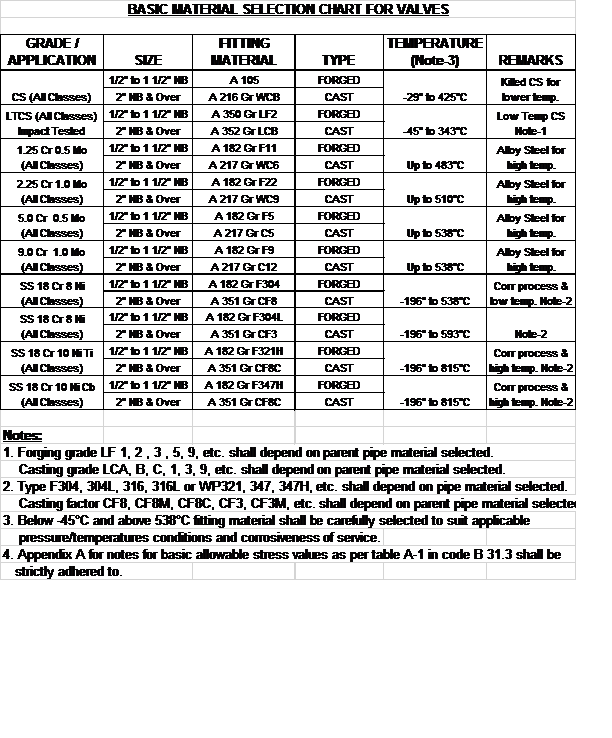 BASIC MATERIAL SELECTION CHART FOR VALVES
GRADE / APPLICATION SIZE FITTING MATERIAL TYPE TEMPERATURE (Note-3) REMARKS
1/2" to 1 1/2" NB A 105 FORGED Killed CS for
CS (All Classes) 2" NB & Over A 216 Gr WCB CAST -29° to 425°C lower temp.
LTCS (All Classes) 1/2" to 1 1/2" NB A 350 Gr LF2 FORGED Low Temp CS
Impact Tested 2" NB & Over A 352 Gr LCB CAST -45° to 343°C Note-1
1.25 Cr 0.5 Mo 1/2" to 1 1/2" NB A 182 Gr F11 FORGED Alloy Steel for
(All Classes) 2" NB & Over A 217 Gr WC6 CAST Up to 483°C high temp.
2.25 Cr 1.0 Mo 1/2" to 1 1/2" NB A 182 Gr F22 FORGED Alloy Steel for
(All Classes) 2" NB & Over A 217 Gr WC9 CAST Up to 510°C high temp.
5.0 Cr 0.5 Mo 1/2" to 1 1/2" NB A 182 Gr F5 FORGED Alloy Steel for
(All Classes) 2" NB & Over A 217 Gr C5 CAST Up to 538°C high temp.
9.0 Cr 1.0 Mo 1/2" to 1 1/2" NB A 182 Gr F9 FORGED Alloy Steel for
(All Classes) 2" NB & Over A 217 Gr C12 CAST Up to 538°C high temp.
SS 18 Cr 8 Ni 1/2" to 1 1/2" NB A 182 Gr F304 FORGED Corr process &
(All Classes) 2" NB & Over A 351 Gr CF8 CAST -196° to 538°C low temp. Note-2
SS 18 Cr 8 Ni 1/2" to 1 1/2" NB A 182 Gr F304L FORGED
(All Classes) 2" NB & Over A 351 Gr CF3 CAST -196° to 593°C Note-2
SS 18 Cr 10 Ni Ti 1/2" to 1 1/2" NB A 182 Gr F321H FORGED Corr process &
(All Classes) 2" NB & Over A 351 Gr CF8C CAST -196° to 815°C high temp. Note-2
SS 18 Cr 10 Ni Cb 1/2" to 1 1/2" NB A 182 Gr F347H FORGED Corr process &
(All Classes) 2" NB & Over A 351 Gr CF8C CAST -196° to 815°C high temp. Note-2
Notes:
1. Forging grade LF 1, 2 , 3 , 5, 9, etc. shall depend on parent pipe material selected.
Casting grade LCA, B, C, 1, 3, 9, etc. shall depend on parent pipe material selected.
2. Type F304, 304L, 316, 316L or WP321, 347, 347H, etc. shall depend on parent pipe material selected.
Casting factor CF8, CF8M, CF8C, CF3, CF3M, etc. shall depend on parent pipe material selecte
3. Below -45°C and above 538°C fitting material shall be carefully selected to suit applicable
pressure/temperatures conditions and corrosiveness of service.
4. Appendix A for notes for basic allowable stress values as per table A-1 in code B 31.3 shall be
strictly adhered to.